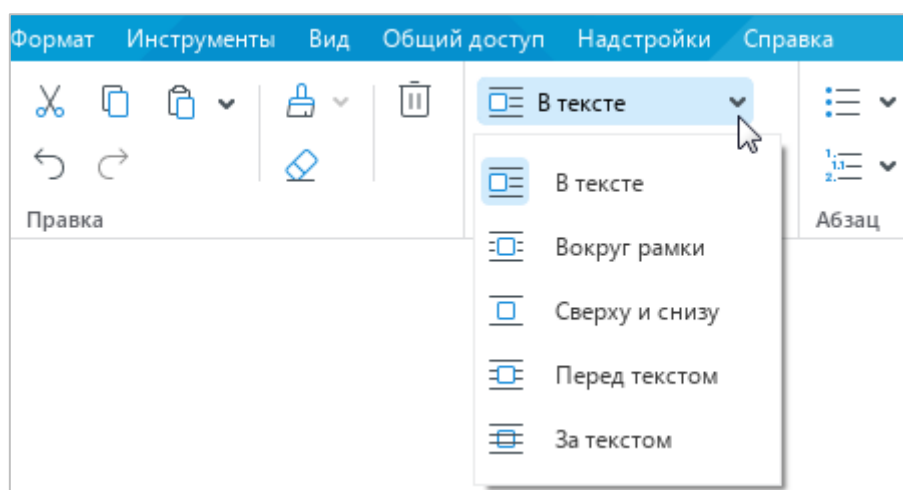 Формат Инструменты Вид Общий доступ Надстройки Справка
В тексте
Правка
Абзац
В тексте
Вокруг рамки
Сверху и снизу
Перед текстом
За текстом